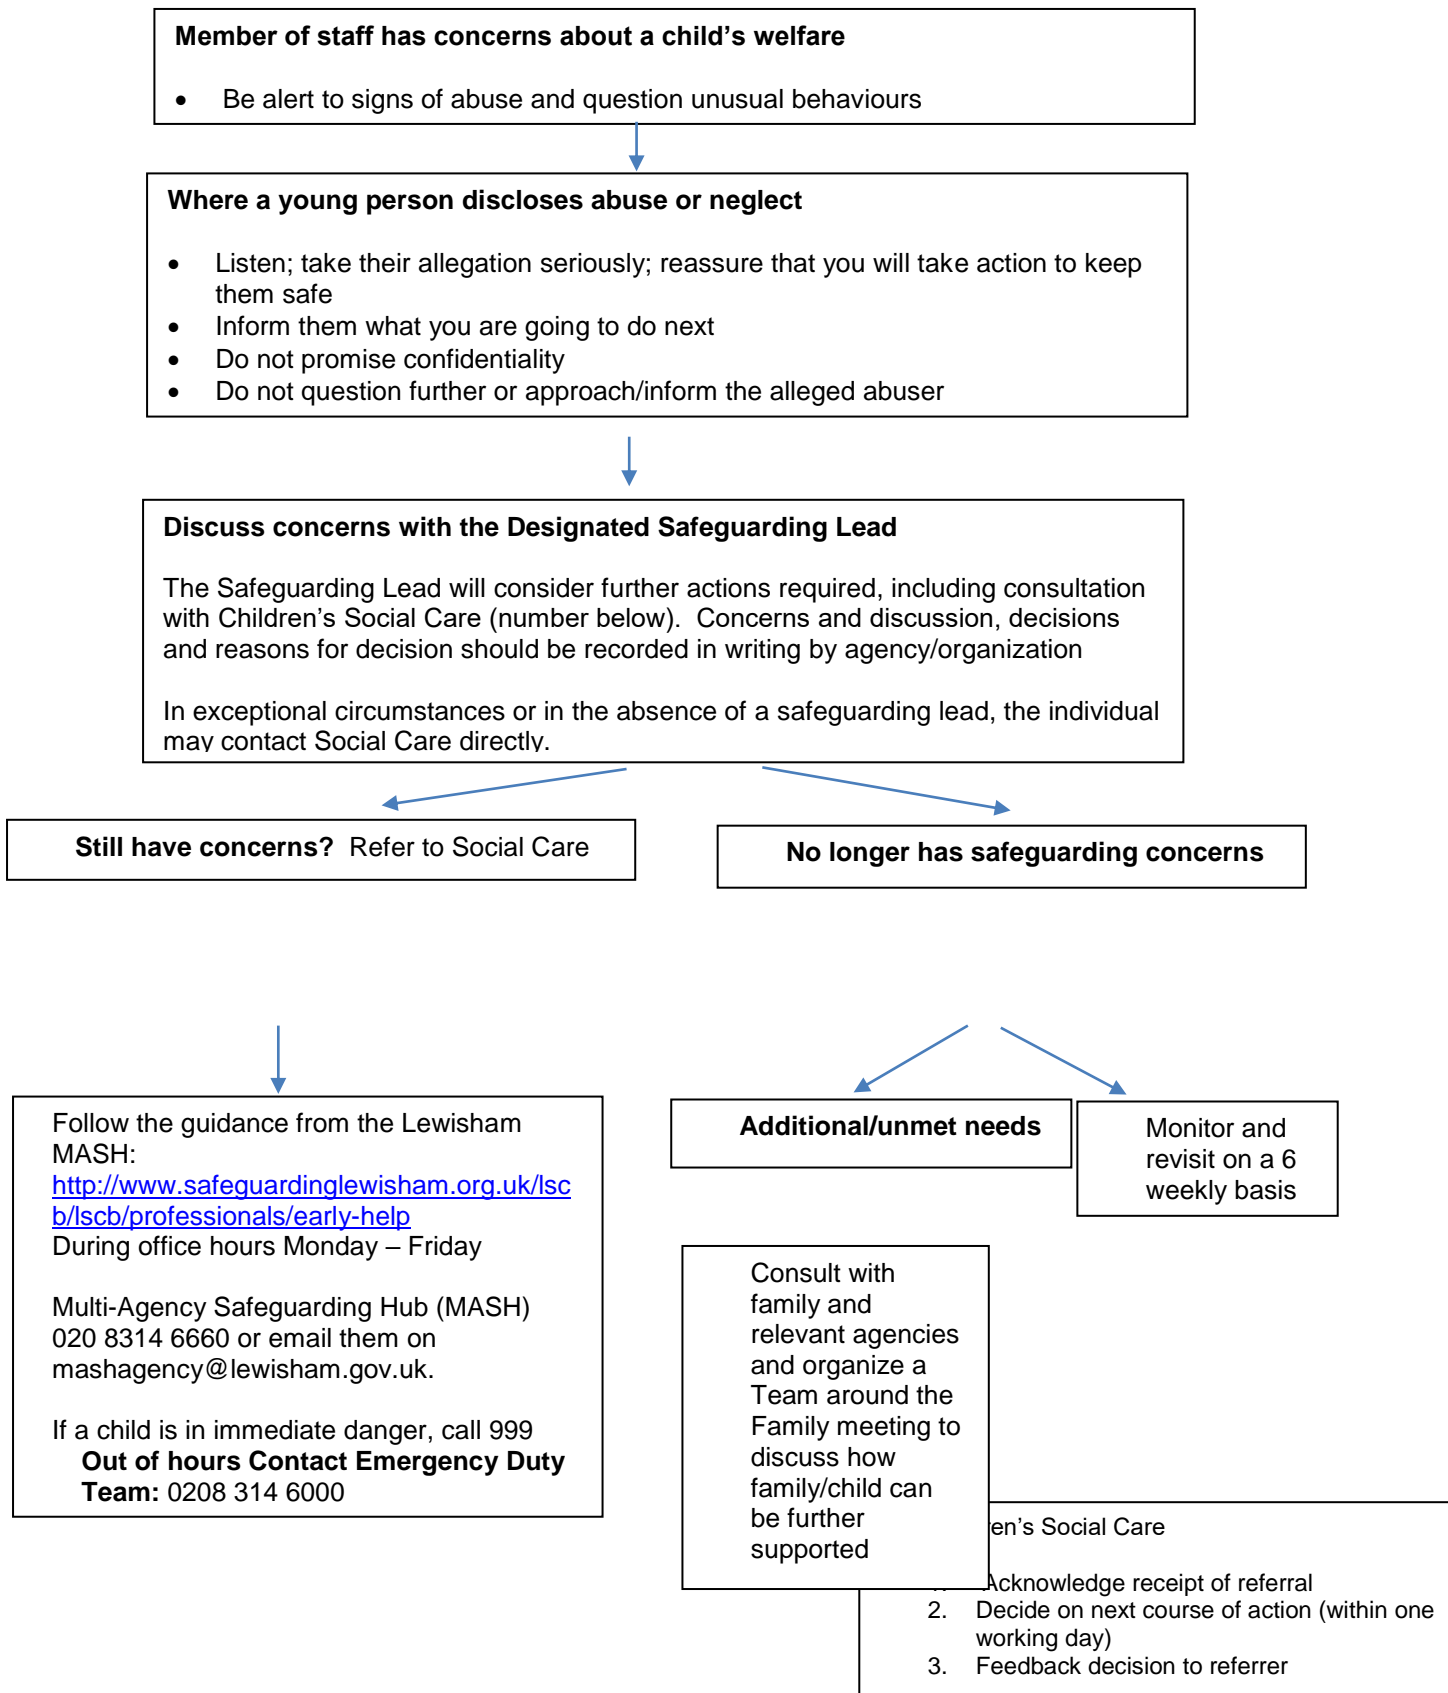 Member of staff has concerns about a child’s welfare
• Be alert to signs of abuse and question unusual behaviours
Where a young person discloses abuse or neglect
• Listen; take their allegation seriously; reassure that you will take action to keep
them safe
• Inform them what you are going to do next
• Do not promise confidentiality
• Do not question further or approach/inform the alleged abuser
Discuss concerns with the Designated Safeguarding Lead
The Safeguarding Lead will consider further actions required, including consultation
with Children’s Social Care (number below).  Concerns and discussion, decisions
and reasons for decision should be recorded in writing by agency/organization
In exceptional circumstances or in the absence of a safeguarding lead, the individual
may contact Social Care directly.
Still have concerns?  Refer to Social Care
No longer has safeguarding concerns
Follow the guidance from the Lewisham
MASH:
http://www.safeguardinglewisham.org.uk/lsc
b/lscb/professionals/early-help
During office hours Monday – Friday
Multi-Agency Safeguarding Hub (MASH)
020 8314 6660 or email them on
mashagency@lewisham.gov.uk.
If a child is in immediate danger, call 999
Out of hours Contact Emergency Duty
Team: 0208 314 6000
Additional/unmet needs
Monitor and
revisit on a 6
weekly basis
Consult with
family and
relevant agencies
and organize a
Team around the
Family meeting to
discuss how
family/child can
be further
supported
ren’s Social Care
Acknowledge receipt of referral
2. Decide on next course of action (within one
working day)
3. Feedback decision to referrer